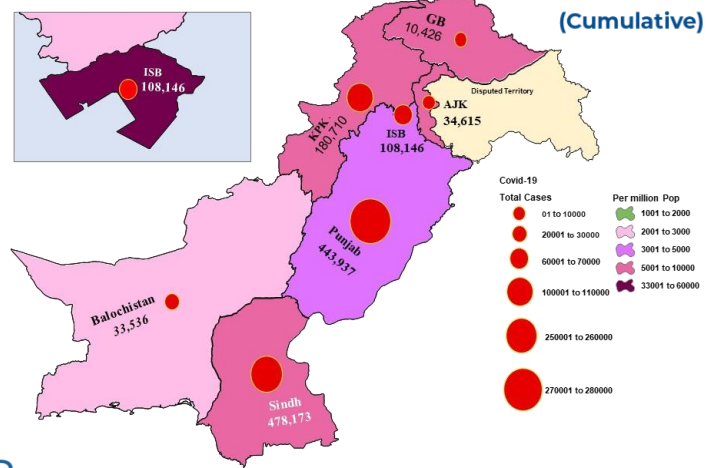 (Cumulative)
ISB
108,146
GB
10,426
Disputed Territory
AJK
34,615
KPK
180,710
ISB
108,146
Punjab
443,937
Balochistan
33,536
Sindh
478,173
Covid-19
Total Cases
01 to 10000
20001 to 30000
60001 to 70000
100001 to 110000
250001 to 260000
270001 to 280000
Per million Pop
1001 to 2000
2001 to 3000
3001 to 5000
5001 to 10000
33001 to 60000